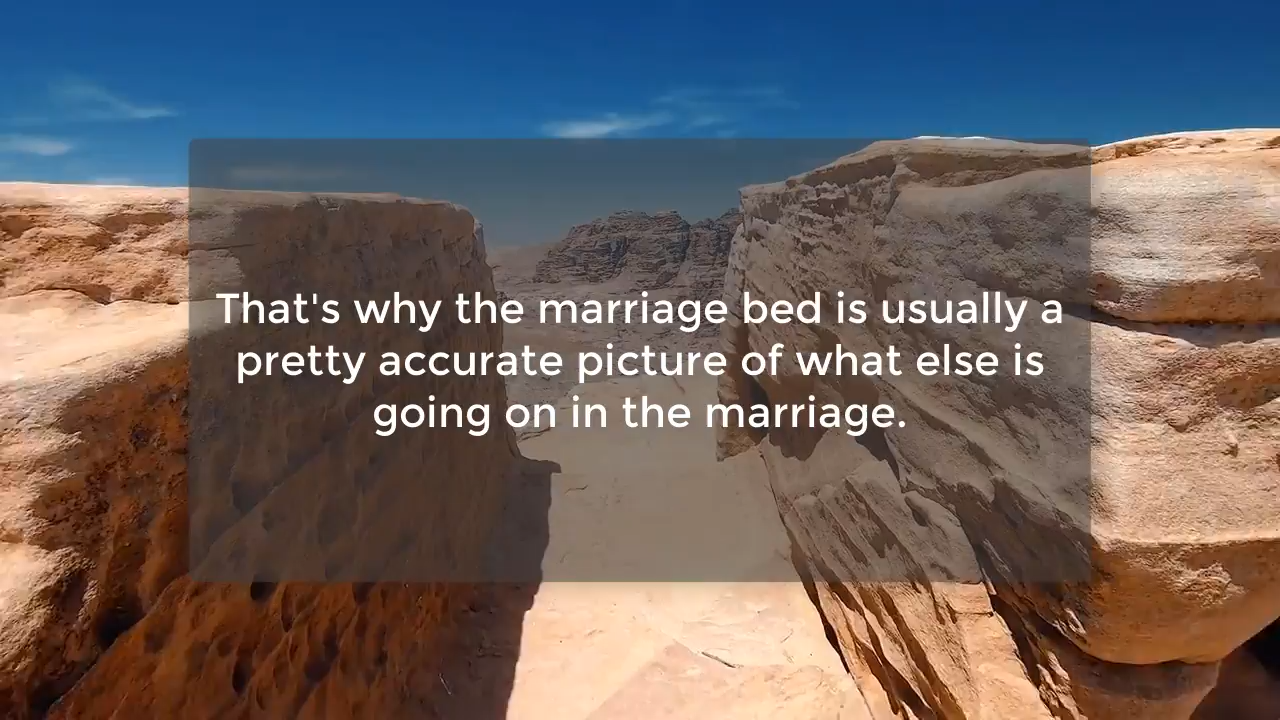 That's why the marriage bed is usually a
pretty accurate picture of what else is
going on in the marriage.